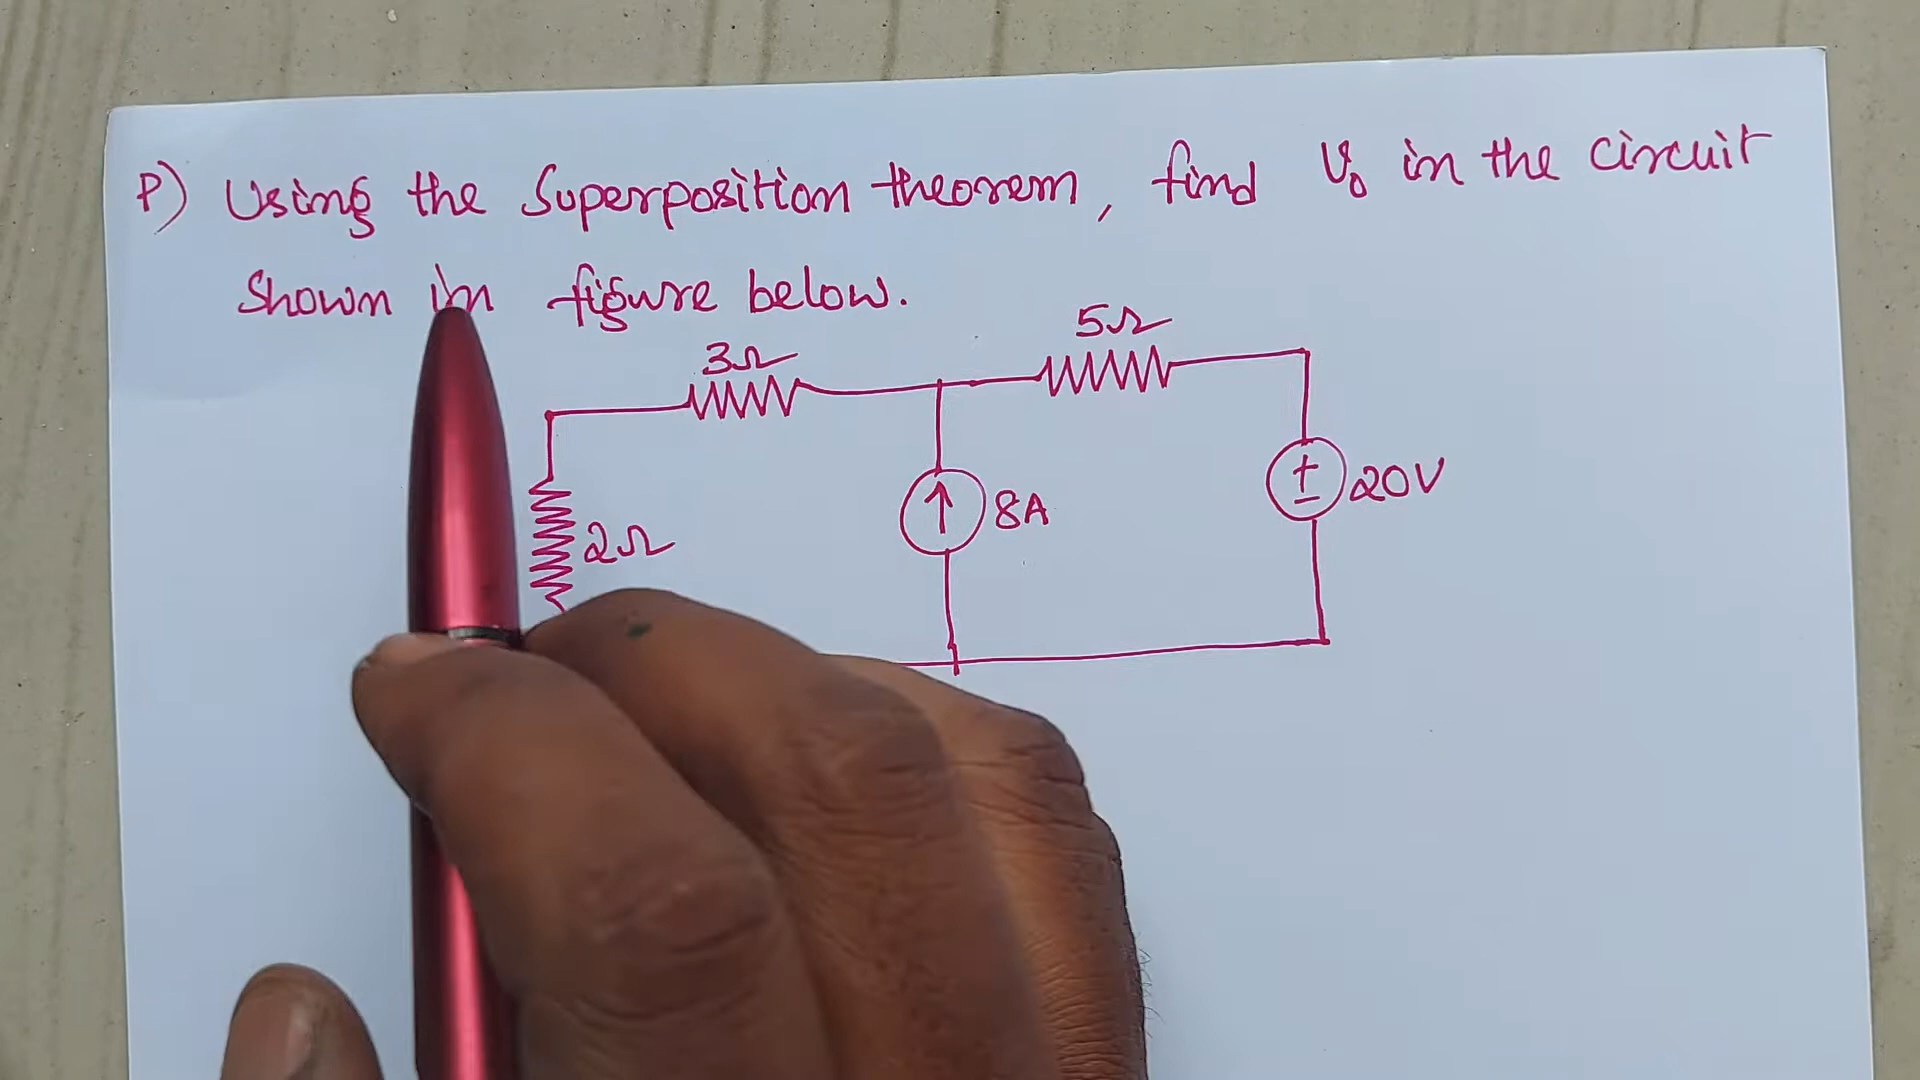 P) Using the Superposition theorem, find V₀ in the circuit
shown in figure below.
3Ω
5Ω
2Ω
8A
+
-
20V